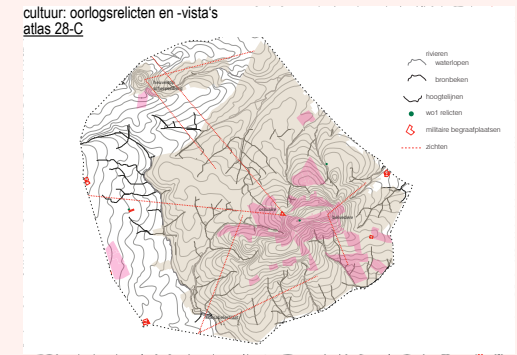 cultuur: oorlogsrelicten en -vista's
atlas 28-C
rivieren
waterlopen
bronbeken
hoogtelijnen
wo1 relicten
militaire begraafplaatsen
zichten